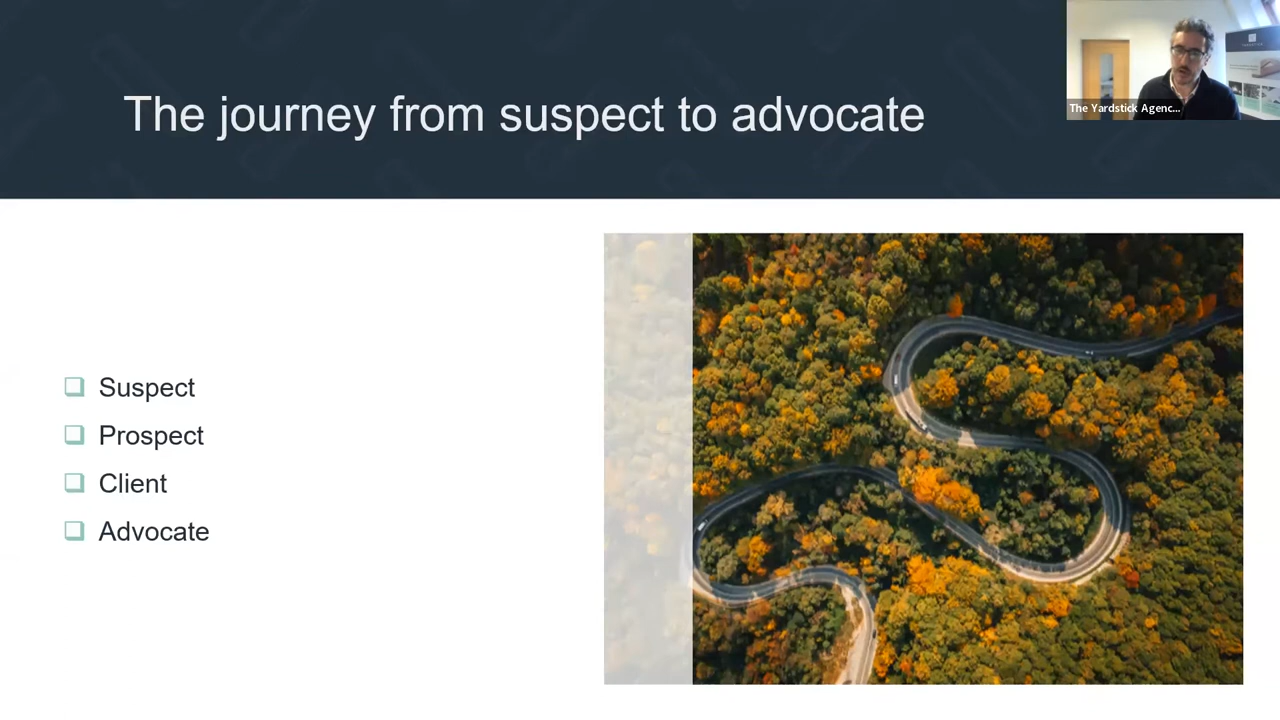 The journey from suspect to advocate
The Yardstick Agenc...
Suspect
Prospect
Client
Advocate